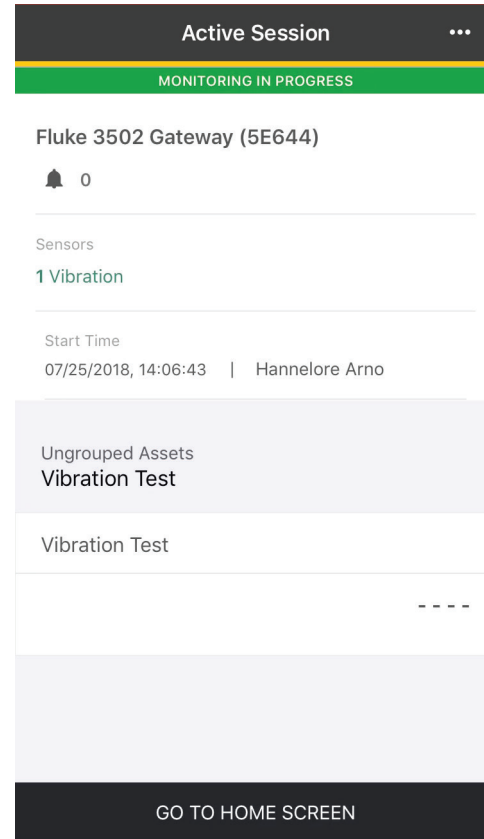 Active Session •••
MONITORING IN PROGRESS
Fluke 3502 Gateway (5E644)
0
Sensors
1 Vibration
Start Time
07/25/2018, 14:06:43 | Hannelore Arno
Ungrouped Assets
Vibration Test
Vibration Test
- - - -
GO TO HOME SCREEN